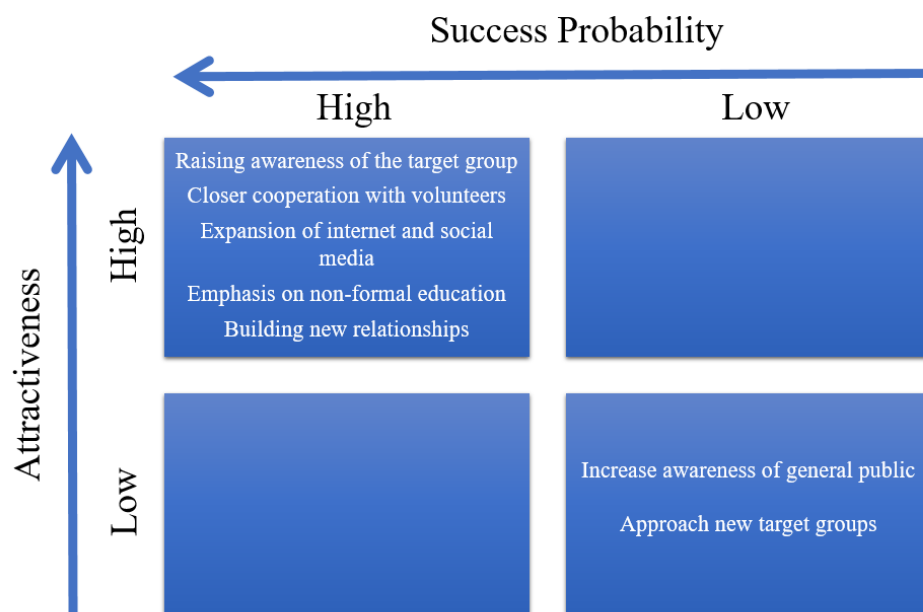 Success Probability
High
Low
Attractiveness
High
Raising awareness of the target group
Closer cooperation with volunteers
Expansion of internet and social
media
Emphasis on non-formal education
Building new relationships
Low
Increase awareness of general public
Approach new target groups